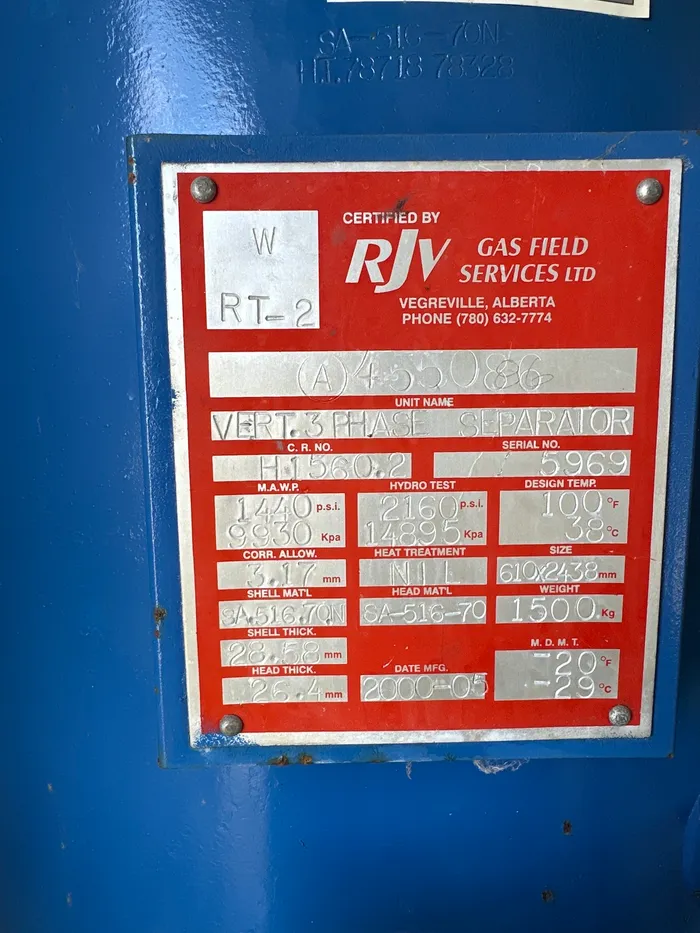 SA-516-70N
HT.78718 78328
W
RT-2
CERTIFIED BY
RJV GAS FIELD
SERVICES LTD
VEGREVILLE, ALBERTA
PHONE (780) 632-7774
(A) 455086
UNIT NAME
VERT. 3 PHASE SEPARATOR
C. R. NO. SERIAL NO.
H1560.2 5969
M.A.W.P. HYDRO TEST DESIGN TEMP.
1440 p.s.i. 2160 p.s.i. 100 °F
9930 Kpa 14895 Kpa 38 °C
CORR. ALLOW. HEAT TREATMENT SIZE
3.17 mm NIL 610x2438 mm
SHELL MAT'L HEAD MAT'L WEIGHT
SA.516.70N SA-516-70 1500 Kg
SHELL THICK. M. D. M. T.
28.58 mm -20 °F
HEAD THICK. DATE MFG.
26.4 mm 2000-05 -29 °C